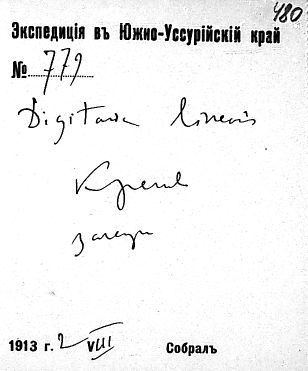 480
Экспедиція въ Южно-Уссурійскій край
№ 779
Digitaria linearis
1913 г. 2 VIII Собралъ